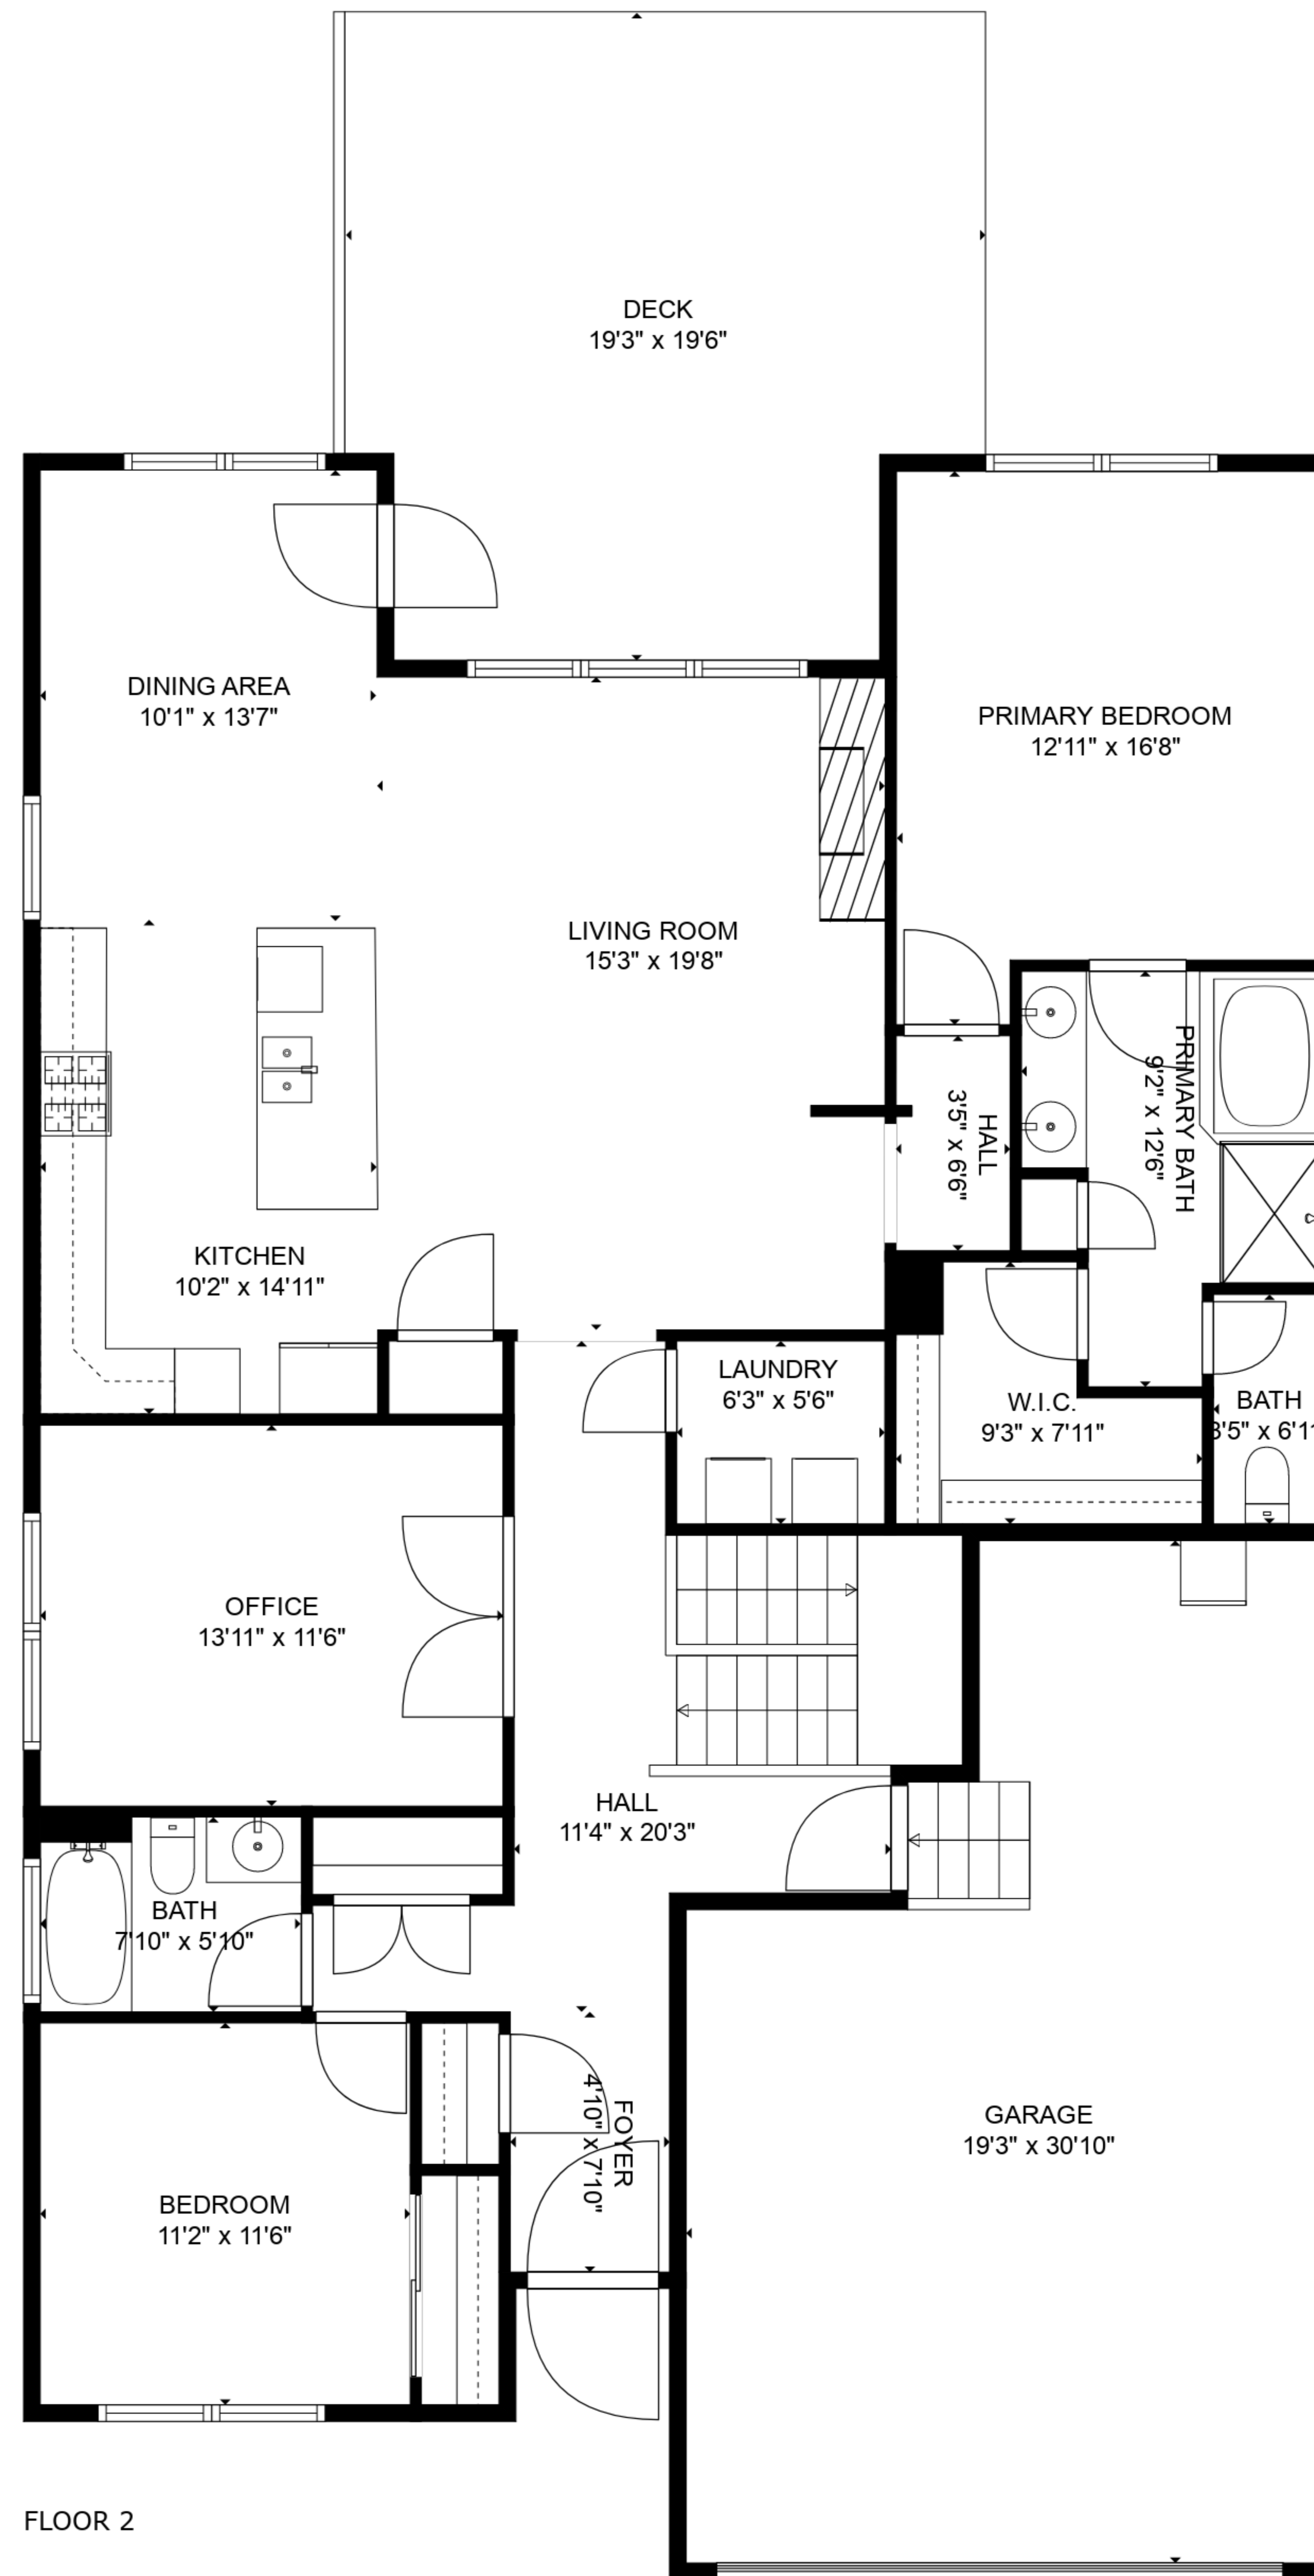 DECK
19'3" x 19'6"
DINING AREA
10'1" x 13'7"
PRIMARY BEDROOM
12'11" x 16'8"
LIVING ROOM
15'3" x 19'8"
PRIMARY BATH
9'2" x 12'6"
HALL
3'5" x 6'6"
KITCHEN
10'2" x 14'11"
LAUNDRY
6'3" x 5'6"
W.I.C.
9'3" x 7'11"
BATH
3'5" x 6'11
OFFICE
13'11" x 11'6"
HALL
11'4" x 20'3"
BATH
7'10" x 5'10"
FOYER
4'10" x 7'10"
GARAGE
19'3" x 30'10"
BEDROOM
11'2" x 11'6"
FLOOR 2